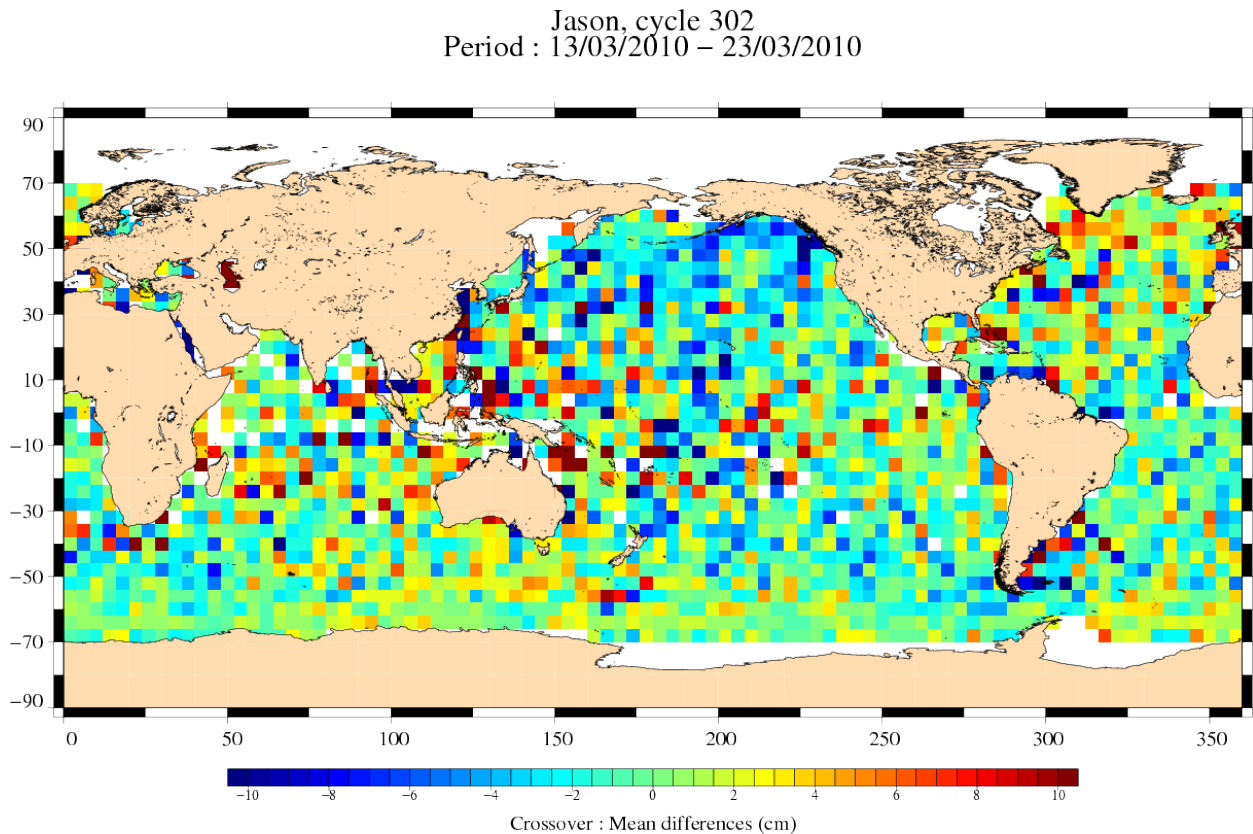 Jason, cycle 302
Period : 13/03/2010 – 23/03/2010
90
70
50
30
10
−10
−30
−50
−70
−90
0 50 100 150 200 250 300 350
−10 −8 −6 −4 −2 0 2 4 6 8 10
Crossover : Mean differences (cm)